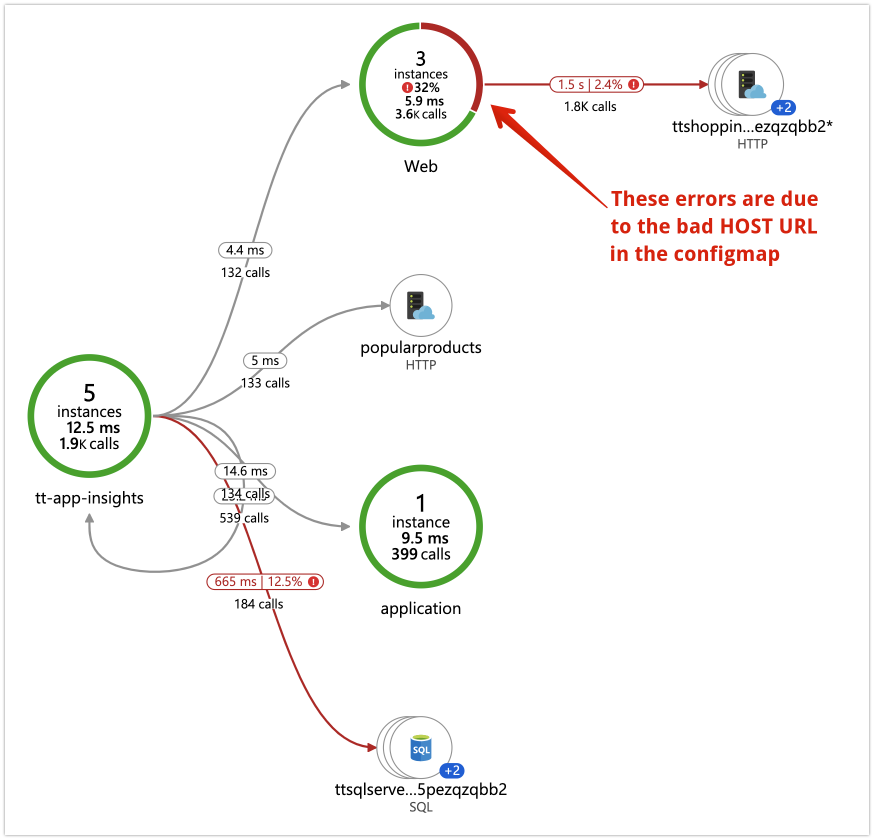 3
instances
32%
5.9 ms
3.6K calls
Web
1.5 s | 2.4%
1.8K calls
+2
ttshoppin...ezqzqbb2*
HTTP
These errors are due
to the bad HOST URL
in the configmap
4.4 ms
132 calls
popularproducts
HTTP
5 ms
133 calls
5
instances
12.5 ms
1.9K calls
tt-app-insights
14.6 ms
134 calls
539 calls
1
instance
9.5 ms
399 calls
application
665 ms | 12.5%
184 calls
SQL
+2
ttsqlserve...5pezqzqbb2
SQL